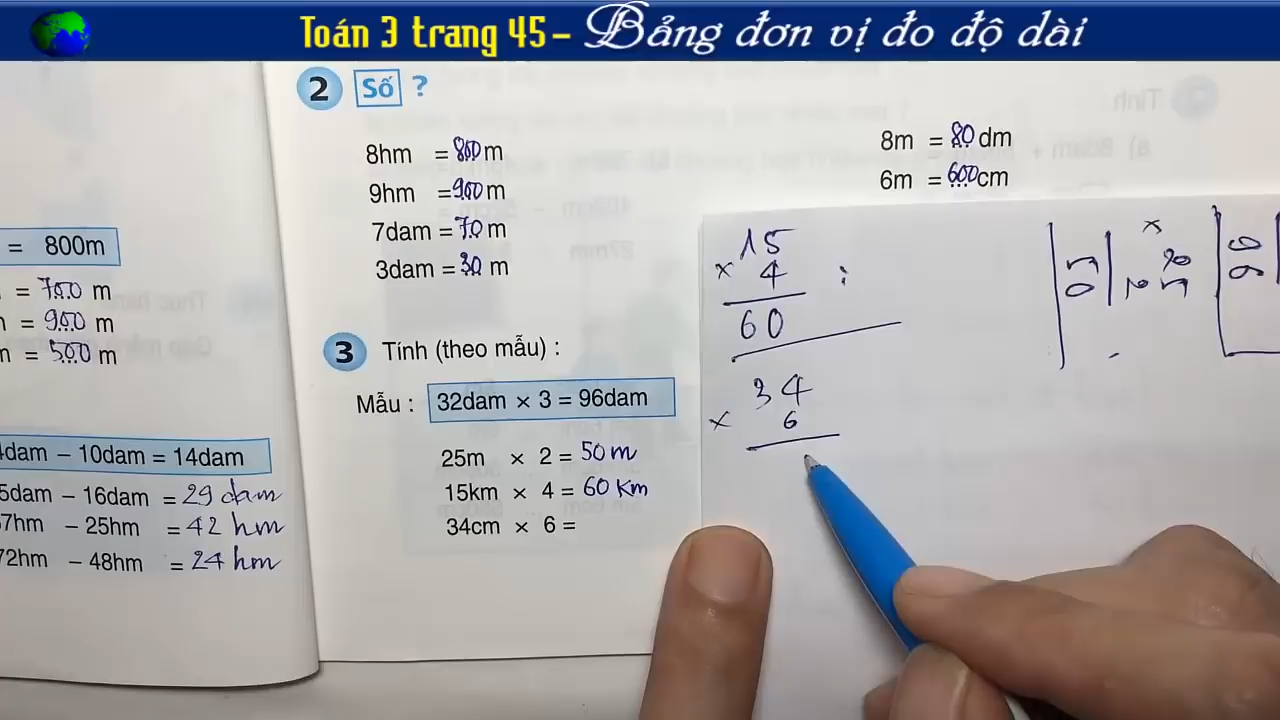 Toán 3 trang 45 – Bảng đơn vị đo độ dài
= 800m
= 700 m
= 900 m
m = 500 m
4dam – 10dam = 14dam
5dam – 16dam = 29 dam
67hm – 25hm = 42 hm
72hm – 48hm = 24 hm
2 Số ?
8hm = 800 m
9hm = 900 m
7dam = 70 m
3dam = 30 m
8m = 80 dm
6m = 600 cm
3 Tính (theo mẫu) :
Mẫu : 32dam × 3 = 96dam
25m × 2 = 50 m
15km × 4 = 60 Km
34cm × 6 =
15
× 4 :
60
34
× 6